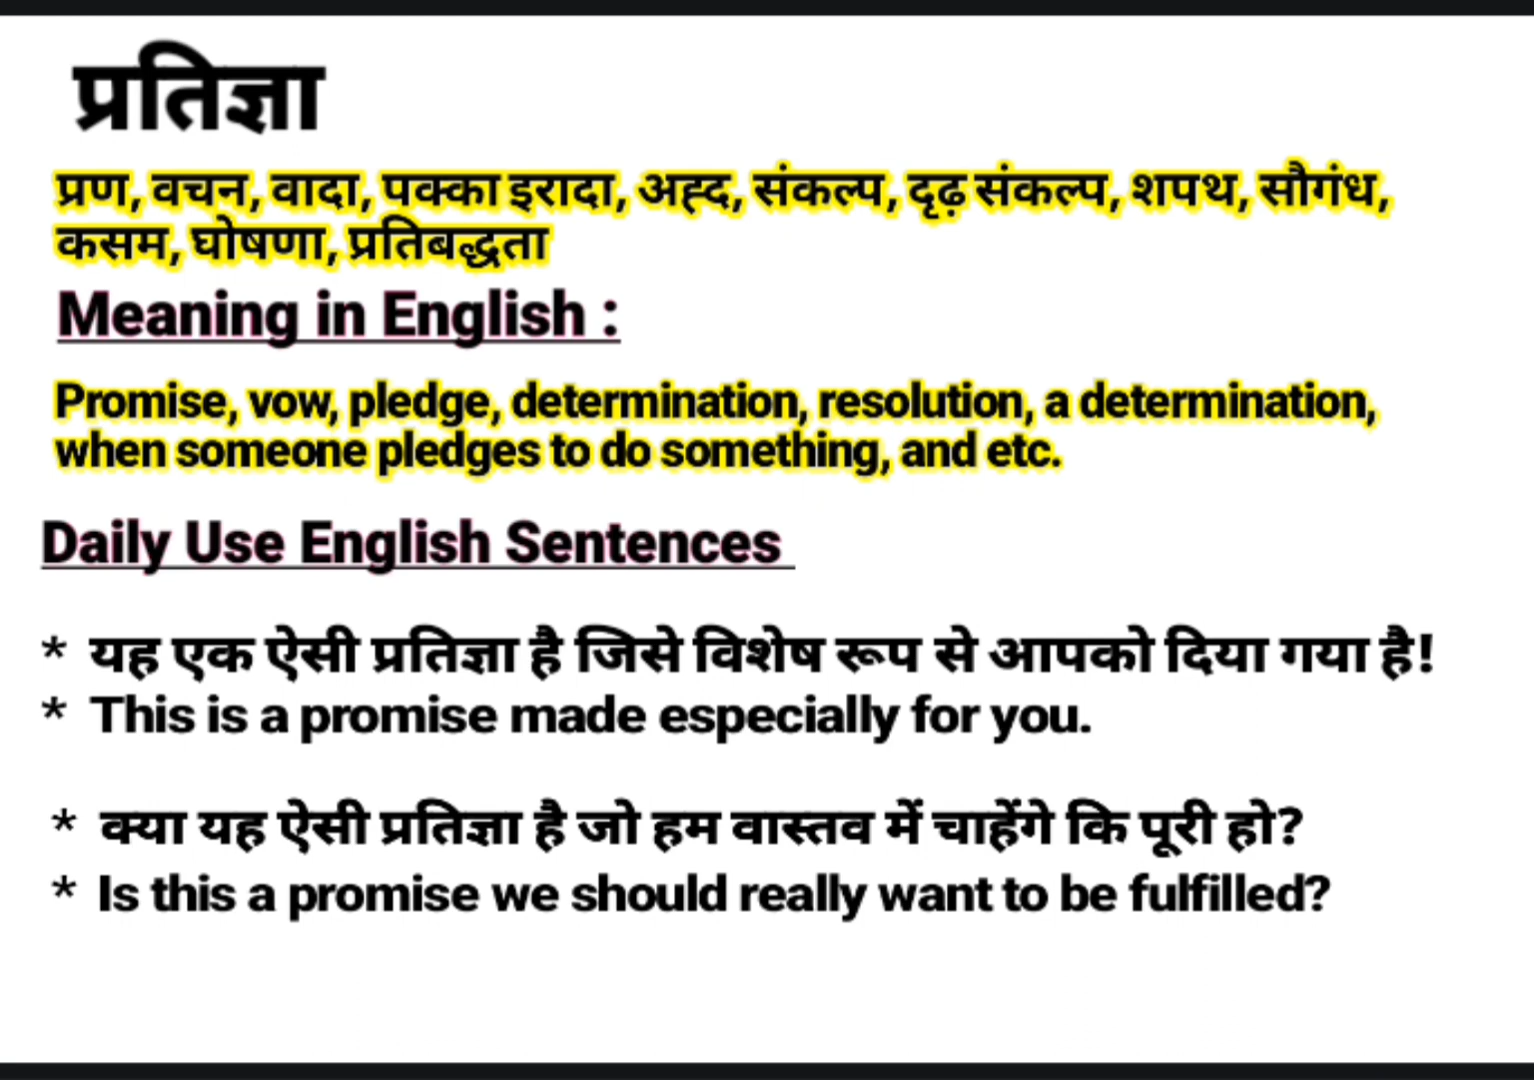 प्रतिज्ञा
प्रण, वचन, वादा, पक्का इरादा, अह्द, संकल्प, दृढ़ संकल्प, शपथ, सौगंध,
कसम, घोषणा, प्रतिबद्धता
Meaning in English :
Promise, vow, pledge, determination, resolution, a determination,
when someone pledges to do something, and etc.
Daily Use English Sentences
* यह एक ऐसी प्रतिज्ञा है जिसे विशेष रूप से आपको दिया गया है!
* This is a promise made especially for you.
* क्या यह ऐसी प्रतिज्ञा है जो हम वास्तव में चाहेंगे कि पूरी हो?
* Is this a promise we should really want to be fulfilled?